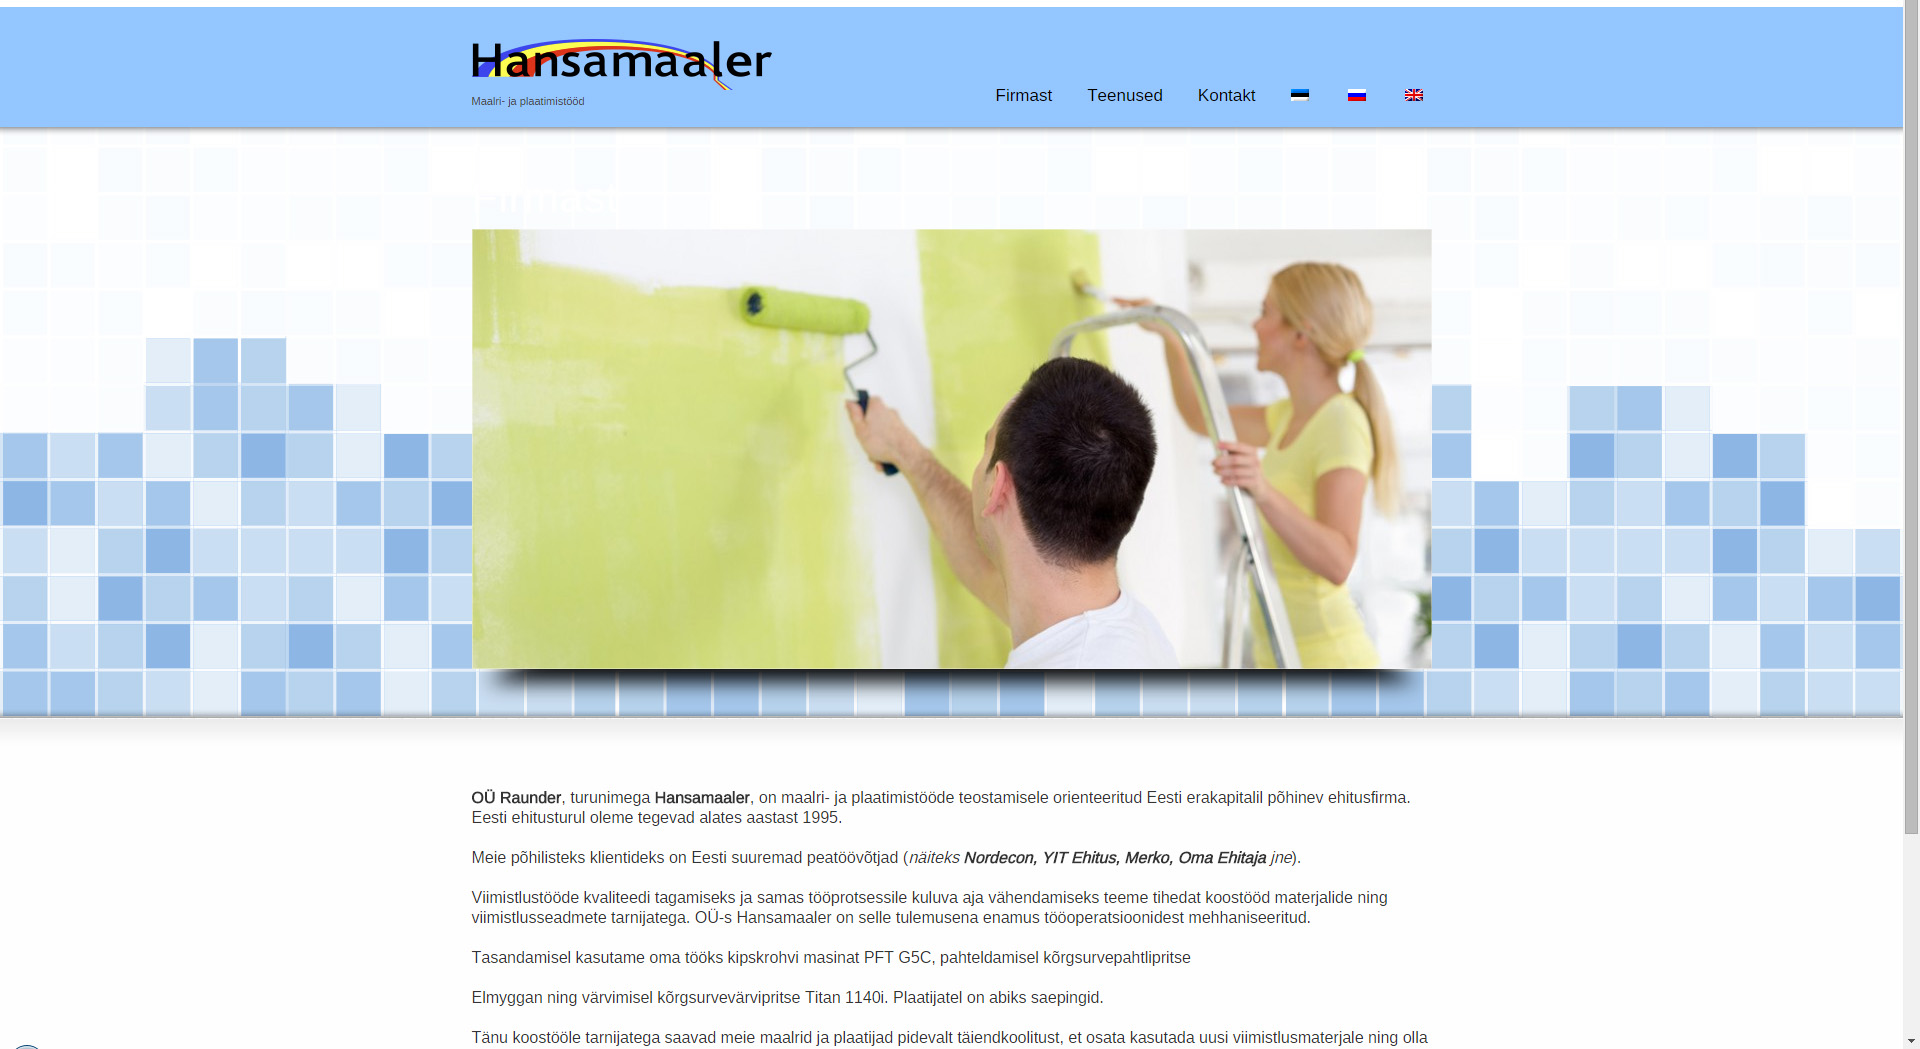 Hansamaaler
Maalri- ja plaatimistööd
Firmast
Teenused
Kontakt
Firmast
OÜ Raunder, turunimega Hansamaaler, on maalri- ja plaatimistööde teostamisele orienteeritud Eesti erakapitalil põhinev ehitusfirma.
Eesti ehitusturul oleme tegevad alates aastast 1995.
Meie põhilisteks klientideks on Eesti suuremad peatöövõtjad (näiteks Nordecon, YIT Ehitus, Merko, Oma Ehitaja jne).
Viimistlustööde kvaliteedi tagamiseks ja samas tööprotsessile kuluva aja vähendamiseks teeme tihedat koostööd materjalide ning
viimistlusseadmete tarnijatega. OÜ-s Hansamaaler on selle tulemusena enamus tööoperatsioonidest mehhaniseeritud.
Tasandamisel kasutame oma tööks kipskrohvi masinat PFT G5C, pahteldamisel kõrgsurvepahtlipritse
Elmyggan ning värvimisel kõrgsurvevärvipritse Titan 1140i. Plaatijatel on abiks saepingid.
Tänu koostööle tarnijatega saavad meie maalrid ja plaatijad pidevalt täiendkoolitust, et osata kasutada uusi viimistlusmaterjale ning olla